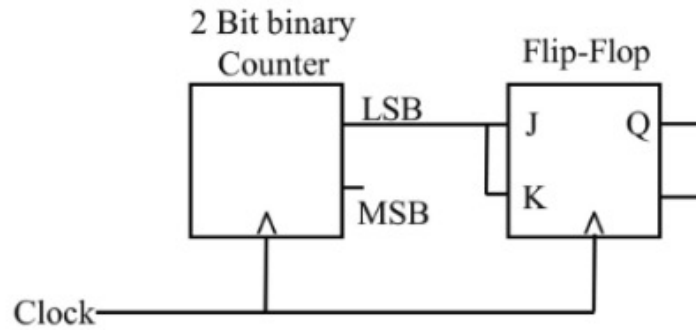 2 Bit binary
Counter
Flip-Flop
LSB
J
Q
K
MSB
Clock